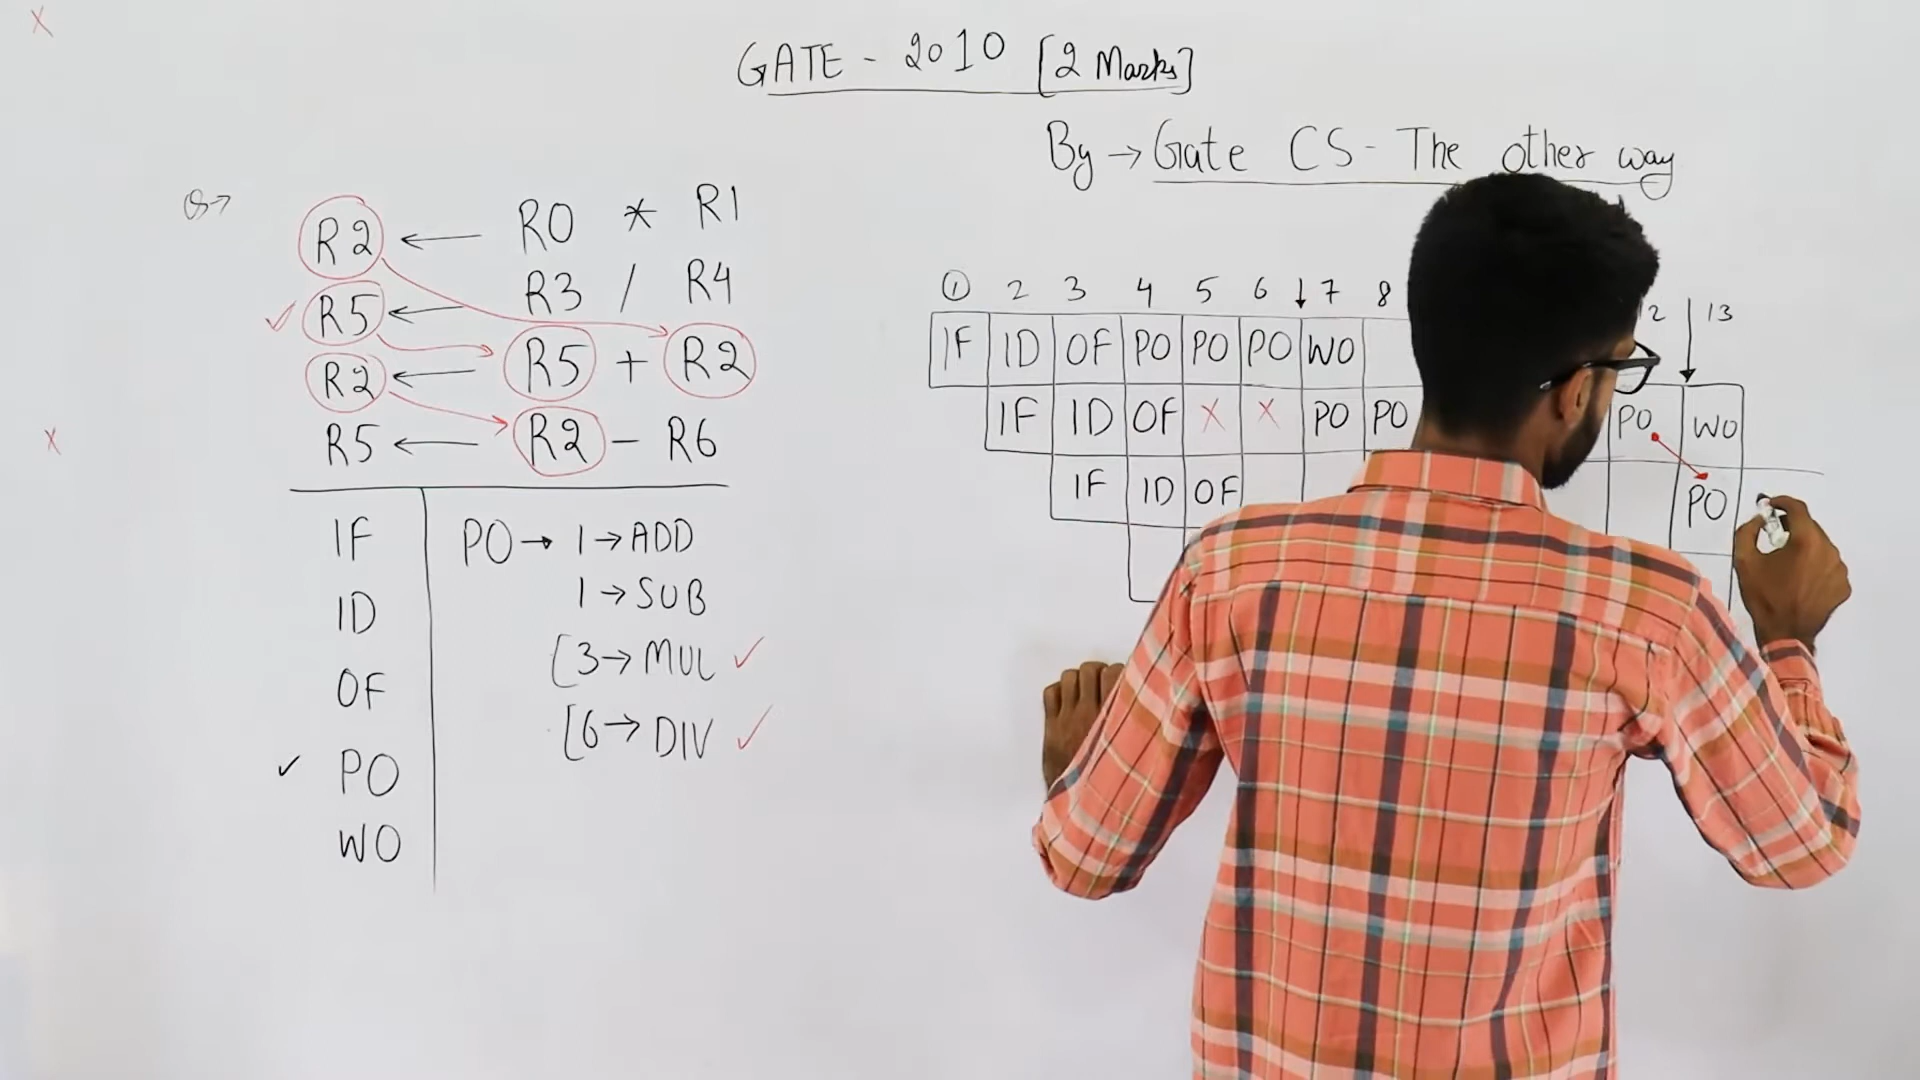 GATE - 2010 [2 Marks]
By → Gate CS - The other way
Q →
R2 ← R0 * R1
R5 ← R3 / R4
R2 ← R5 + R2
R5 ← R2 - R6
IF
ID
OF
PO
WO
PO → 1 → ADD
1 → SUB
[3 → MUL ✓
[6 → DIV ✓
① 2 3 4 5 6 ↓ 7 8 2 ↓ 13
IF ID OF PO PO PO WO
IF ID OF X X PO PO PO WO
IF ID OF PO